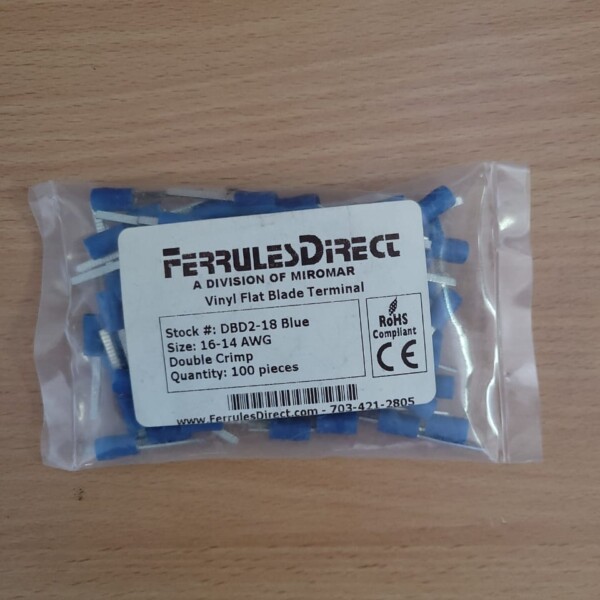 FERRULESDIRECT
A DIVISION OF MIROMAR
Vinyl Flat Blade Terminal
Stock #: DBD2-18 Blue
Size: 16-14 AWG
Double Crimp
Quantity: 100 pieces
RoHS
Compliant
CE
www.FerrulesDirect.com - 703-421-2805